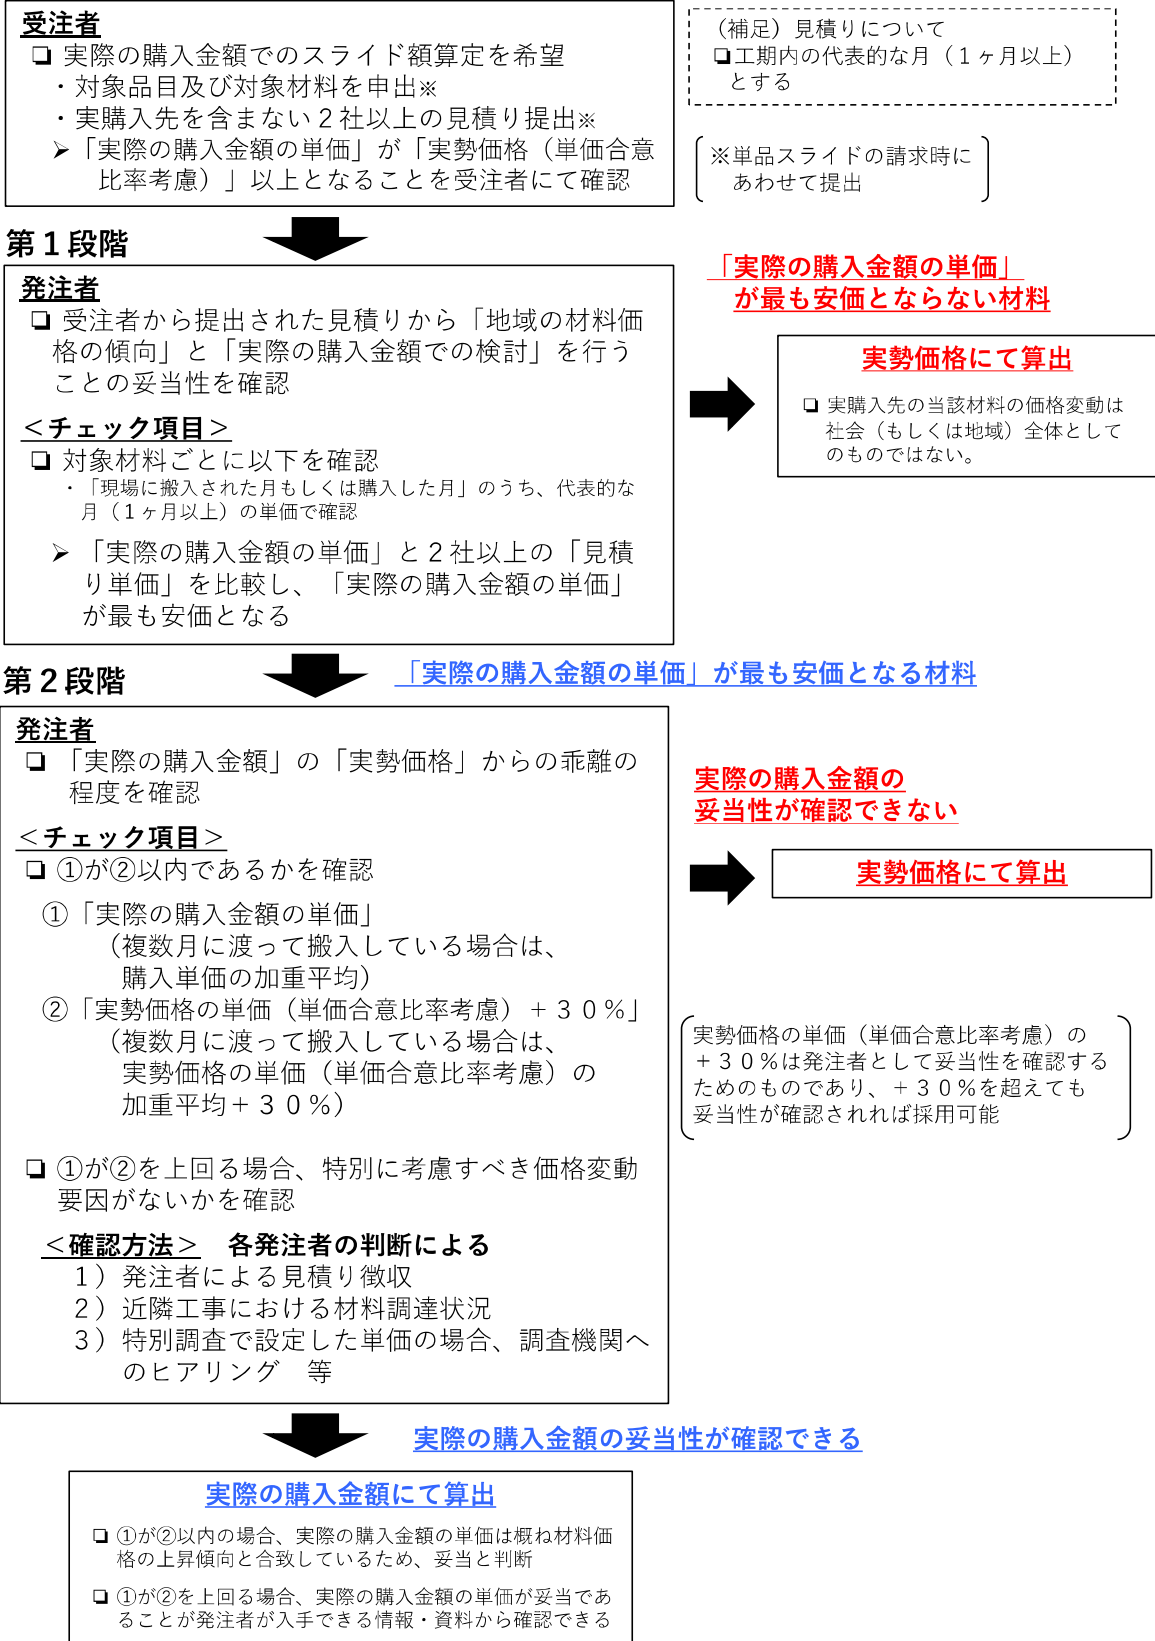 受注者
❏ 実際の購入金額でのスライド額算定を希望
・対象品目及び対象材料を申出※
・実購入先を含まない２社以上の見積り提出※
➢「実際の購入金額の単価」が「実勢価格（単価合意
比率考慮）」以上となることを受注者にて確認
（補足）見積りについて
❏工期内の代表的な月（１ヶ月以上）
とする
※単品スライドの請求時に
あわせて提出
第１段階
発注者
❏ 受注者から提出された見積りから「地域の材料価
格の傾向」と「実際の購入金額での検討」を行う
ことの妥当性を確認
＜チェック項目＞
❏ 対象材料ごとに以下を確認
・「現場に搬入された月もしくは購入した月」のうち、代表的な
月（１ヶ月以上）の単価で確認
➢ 「実際の購入金額の単価」と２社以上の「見積
り単価」を比較し、「実際の購入金額の単価」
が最も安価となる
「実際の購入金額の単価」
が最も安価とならない材料
実勢価格にて算出
❏ 実購入先の当該材料の価格変動は
社会（もしくは地域）全体として
のものではない。
第２段階
「実際の購入金額の単価」が最も安価となる材料
発注者
❏ 「実際の購入金額」の「実勢価格」からの乖離の
程度を確認
＜チェック項目＞
❏ ①が②以内であるかを確認
①「実際の購入金額の単価」
（複数月に渡って搬入している場合は、
購入単価の加重平均）
②「実勢価格の単価（単価合意比率考慮）＋３０％」
（複数月に渡って搬入している場合は、
実勢価格の単価（単価合意比率考慮）の
加重平均＋３０％）
❏ ①が②を上回る場合、特別に考慮すべき価格変動
要因がないかを確認
＜確認方法＞　各発注者の判断による
１）発注者による見積り徴収
２）近隣工事における材料調達状況
３）特別調査で設定した単価の場合、調査機関へ
のヒアリング　等
実際の購入金額の
妥当性が確認できない
実勢価格にて算出
実勢価格の単価（単価合意比率考慮）の
＋３０％は発注者として妥当性を確認する
ためのものであり、＋３０％を超えても
妥当性が確認されれば採用可能
実際の購入金額の妥当性が確認できる
実際の購入金額にて算出
❏ ①が②以内の場合、実際の購入金額の単価は概ね材料価
格の上昇傾向と合致しているため、妥当と判断
❏ ①が②を上回る場合、実際の購入金額の単価が妥当であ
ることが発注者が入手できる情報・資料から確認できる